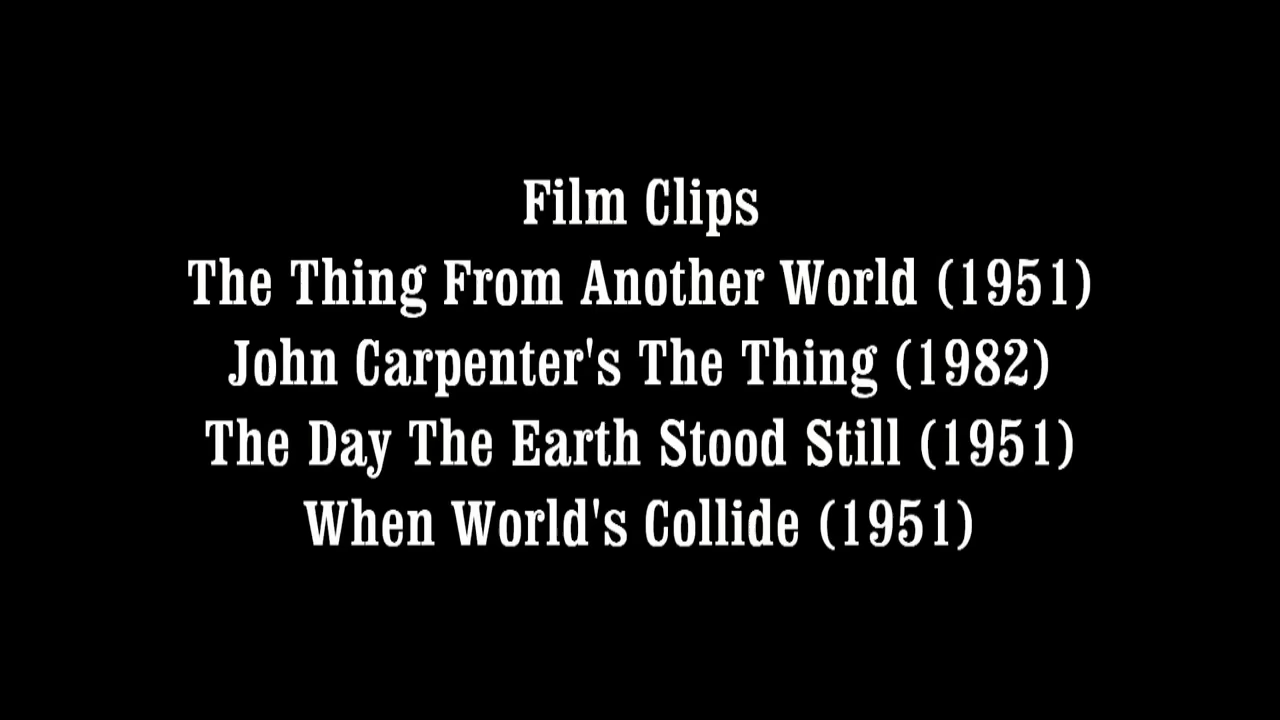 Film Clips
The Thing From Another World (1951)
John Carpenter's The Thing (1982)
The Day The Earth Stood Still (1951)
When World's Collide (1951)